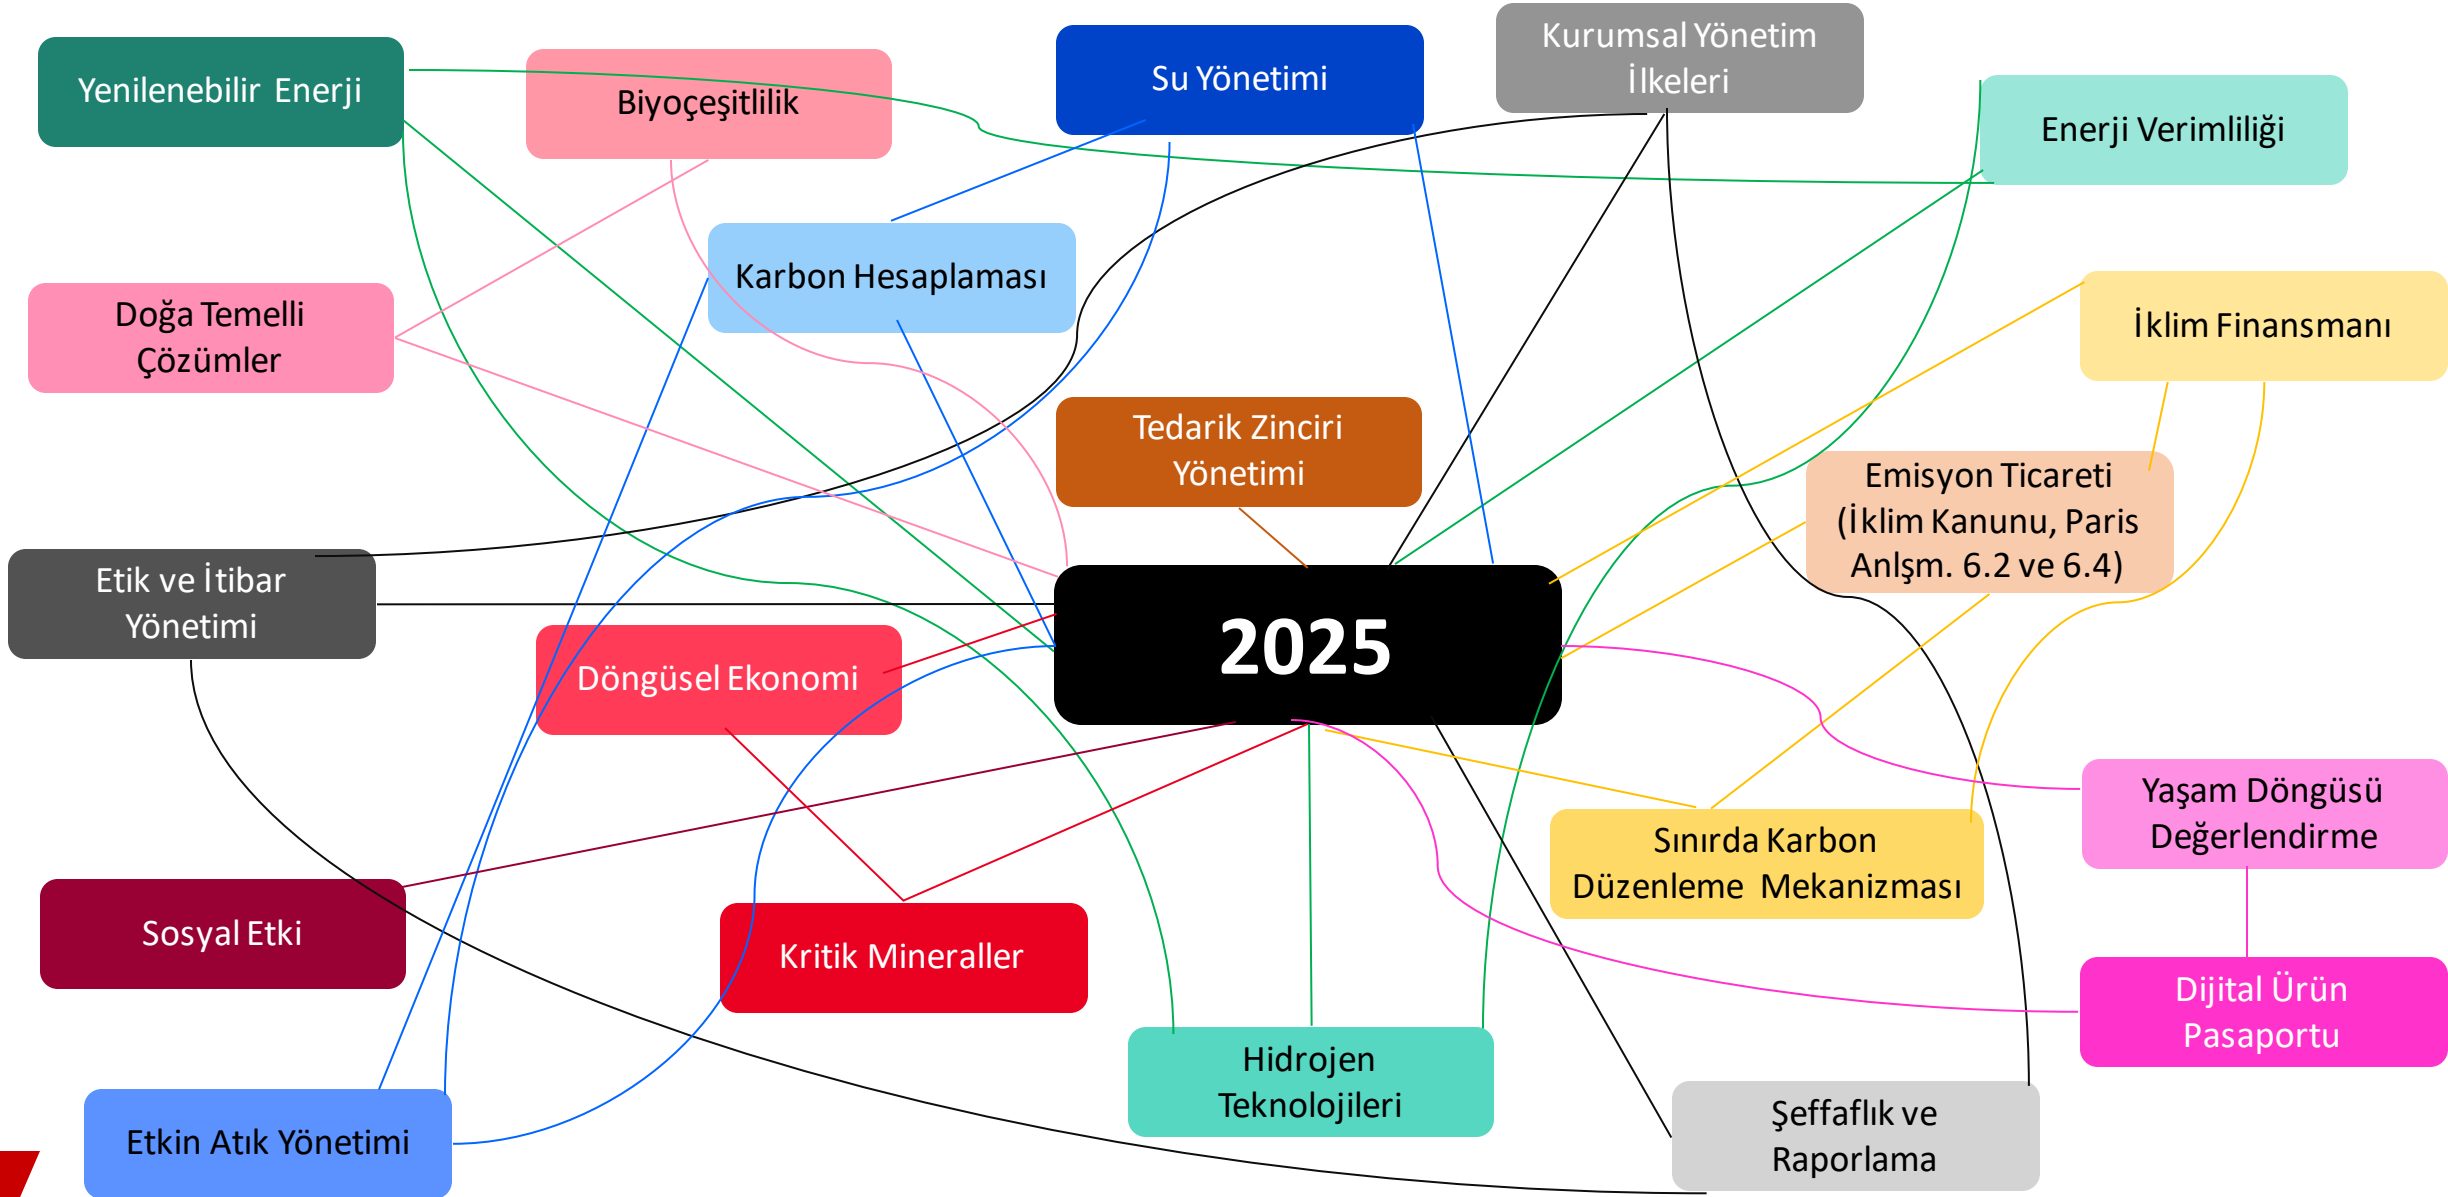 Yenilenebilir Enerji
Biyoçeşitlilik
Su Yönetimi
Kurumsal Yönetim
İlkeleri
Enerji Verimliliği
Karbon Hesaplaması
Doğa Temelli
Çözümler
İklim Finansmanı
Tedarik Zinciri
Yönetimi
Emisyon Ticareti
(İklim Kanunu, Paris
Anlşm. 6.2 ve 6.4)
Etik ve İtibar
Yönetimi
2025
Döngüsel Ekonomi
Yaşam Döngüsü
Değerlendirme
Sınırda Karbon
Düzenleme Mekanizması
Sosyal Etki
Kritik Mineraller
Dijital Ürün
Pasaportu
Hidrojen
Teknolojileri
Etkin Atık Yönetimi
Şeffaflık ve
Raporlama